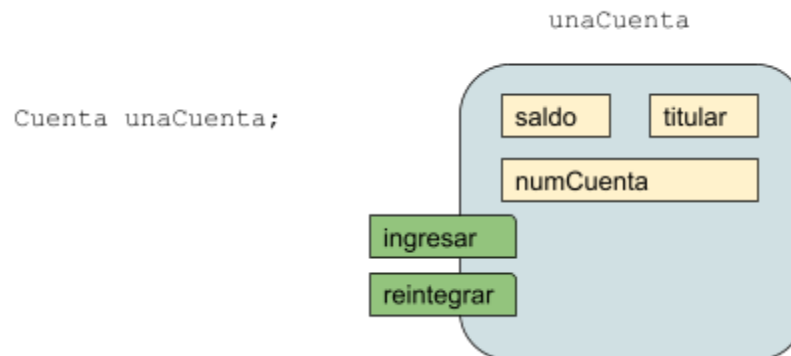 unaCuenta
Cuenta unaCuenta;
saldo
titular
numCuenta
ingresar
reintegrar